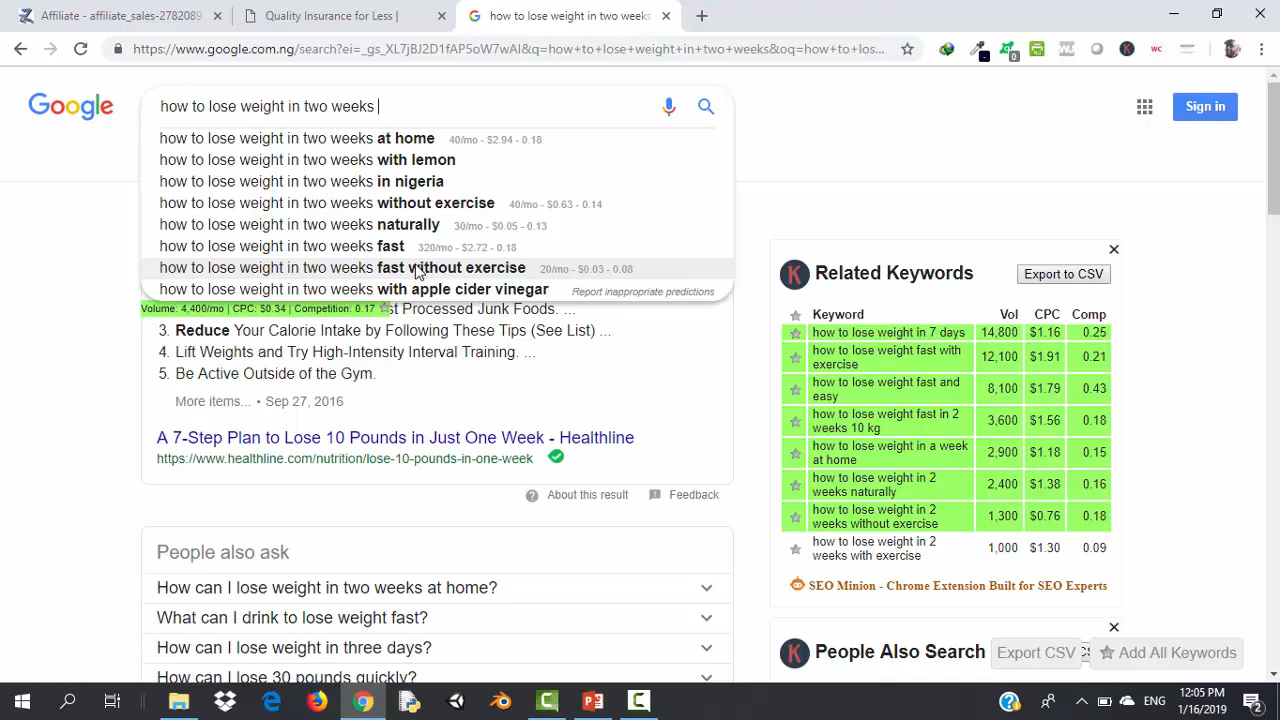 Affiliate - affiliate_sales-2782089
Quality Insurance for Less |
how to lose weight in two weeks
https://www.google.com.ng/search?ei=_gs_XL7jBJ2D1fAP5oW7wAI&q=how+to+lose+weight+in+two+weeks&oq=how+to+los...
Google
how to lose weight in two weeks
Sign in
how to lose weight in two weeks at home 40/mo - $2.94 - 0.18
how to lose weight in two weeks with lemon
how to lose weight in two weeks in nigeria
how to lose weight in two weeks without exercise 40/mo - $0.63 - 0.14
how to lose weight in two weeks naturally 30/mo - $0.05 - 0.13
how to lose weight in two weeks fast 320/mo - $2.72 - 0.18
how to lose weight in two weeks fast without exercise 20/mo - $0.03 - 0.08
how to lose weight in two weeks with apple cider vinegar
Report inappropriate predictions
Volume: 4,400/mo | CPC: $0.34 | Competition: 0.17
Processed Junk Foods. ...
3. Reduce Your Calorie Intake by Following These Tips (See List) ...
4. Lift Weights and Try High-Intensity Interval Training. ...
5. Be Active Outside of the Gym.
More items... • Sep 27, 2016
A 7-Step Plan to Lose 10 Pounds in Just One Week - Healthline
https://www.healthline.com/nutrition/lose-10-pounds-in-one-week
About this result
Feedback
People also ask
How can I lose weight in two weeks at home?
What can I drink to lose weight fast?
How can I lose weight in three days?
How can I lose 30 pounds quickly?
K
Related Keywords
Export to CSV
Keyword Vol CPC Comp
how to lose weight in 7 days 14,800 $1.16 0.25
how to lose weight fast with
exercise 12,100 $1.91 0.21
how to lose weight fast and
easy 8,100 $1.79 0.43
how to lose weight fast in 2
weeks 10 kg 3,600 $1.56 0.18
how to lose weight in a week
at home 2,900 $1.18 0.15
how to lose weight in 2
weeks naturally 2,400 $1.38 0.16
how to lose weight in 2
weeks without exercise 1,300 $0.76 0.18
how to lose weight in 2
weeks with exercise 1,000 $1.30 0.09
SEO Minion - Chrome Extension Built for SEO Experts
K
People Also Search
Export CSV
Add All Keywords
ENG
12:05 PM
1/16/2019
2